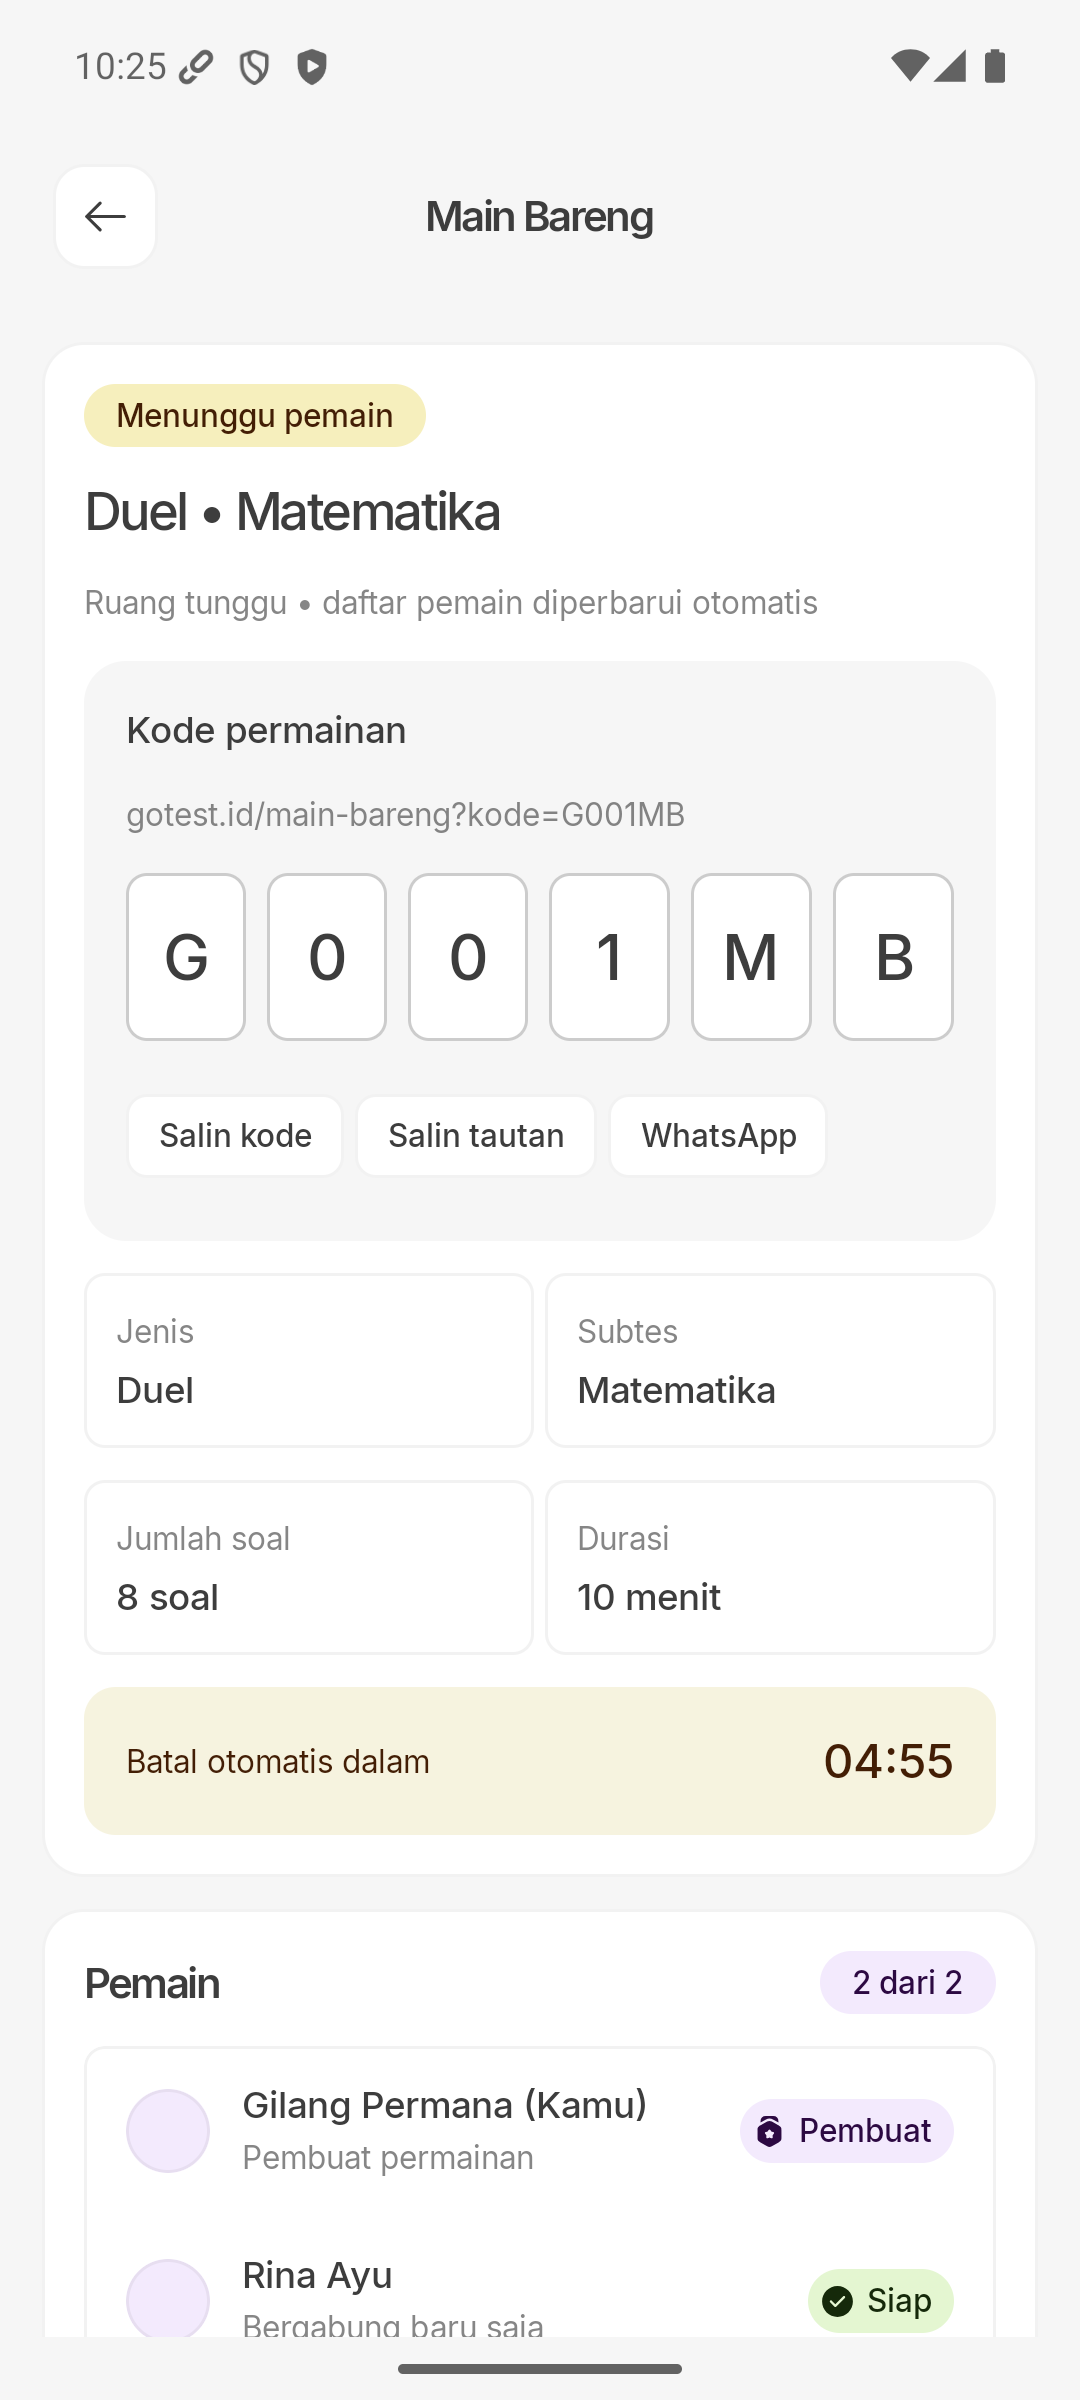 10:25
Main Bareng
Menunggu pemain
Duel • Matematika
Ruang tunggu • daftar pemain diperbarui otomatis
Kode permainan
gotest.id/main-bareng?kode=G001MB
G 0 0 1 M B
Salin kode Salin tautan WhatsApp
Jenis Subtes
Duel Matematika
Jumlah soal Durasi
8 soal 10 menit
Batal otomatis dalam 04:55
Pemain 2 dari 2
Gilang Permana (Kamu)
Pembuat permainan
Pembuat
Rina Ayu
Bergabung baru saja
Siap